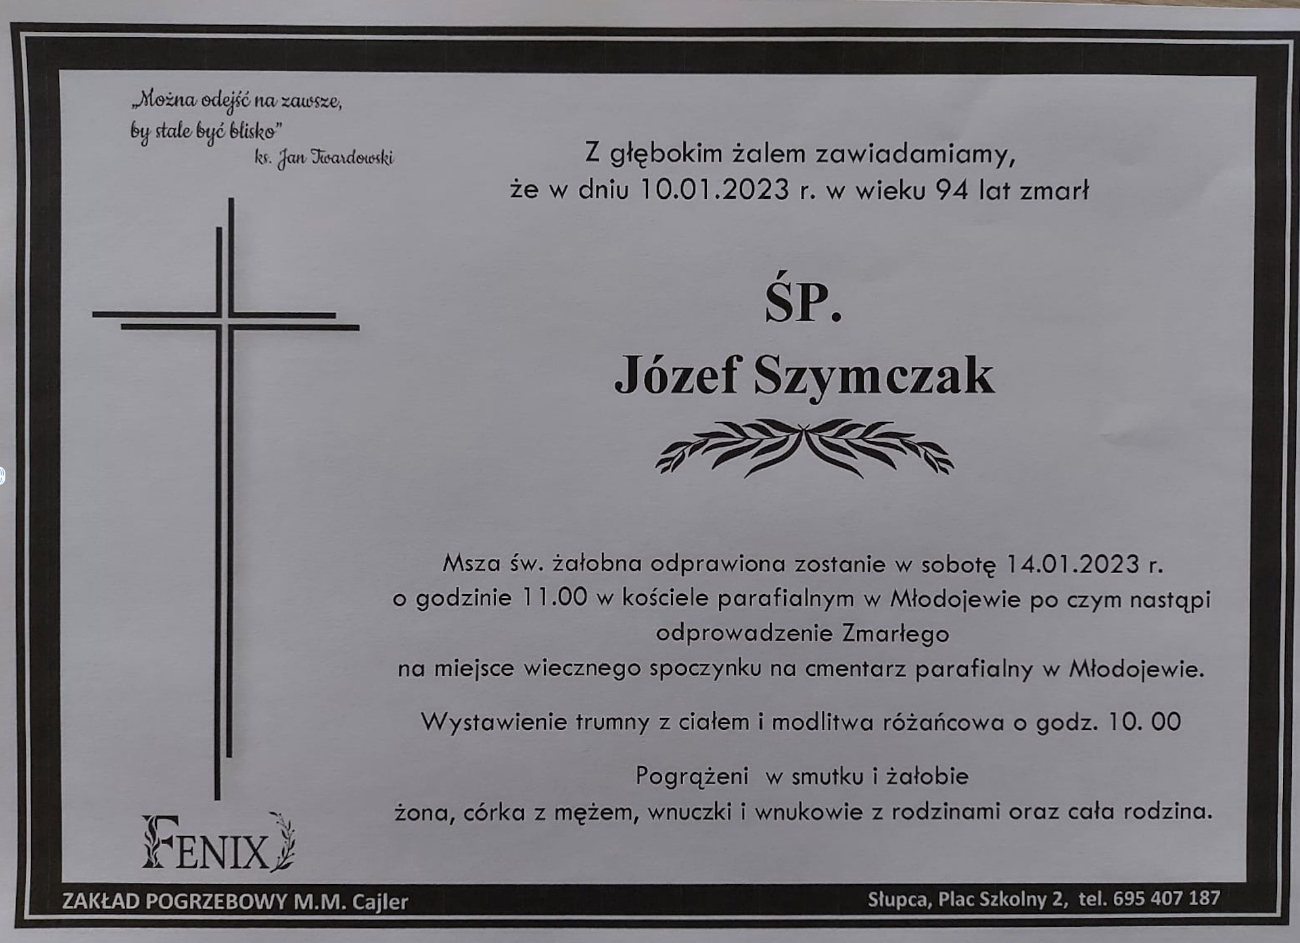 „Można odejść na zawsze,
by stale być blisko”
ks. Jan Twardowski
Z głębokim żalem zawiadamiamy,
że w dniu 10.01.2023 r. w wieku 94 lat zmarł
ŚP.
Józef Szymczak
Msza św. żałobna odprawiona zostanie w sobotę 14.01.2023 r.
o godzinie 11.00 w kościele parafialnym w Młodojewie po czym nastąpi
odprowadzenie Zmarłego
na miejsce wiecznego spoczynku na cmentarz parafialny w Młodojewie.
Wystawienie trumny z ciałem i modlitwa różańcowa o godz. 10. 00
Pogrążeni w smutku i żałobie
żona, córka z mężem, wnuczki i wnukowie z rodzinami oraz cała rodzina.
FENIX
ZAKŁAD POGRZEBOWY M.M. Cajler
Słupca, Plac Szkolny 2, tel. 695 407 187